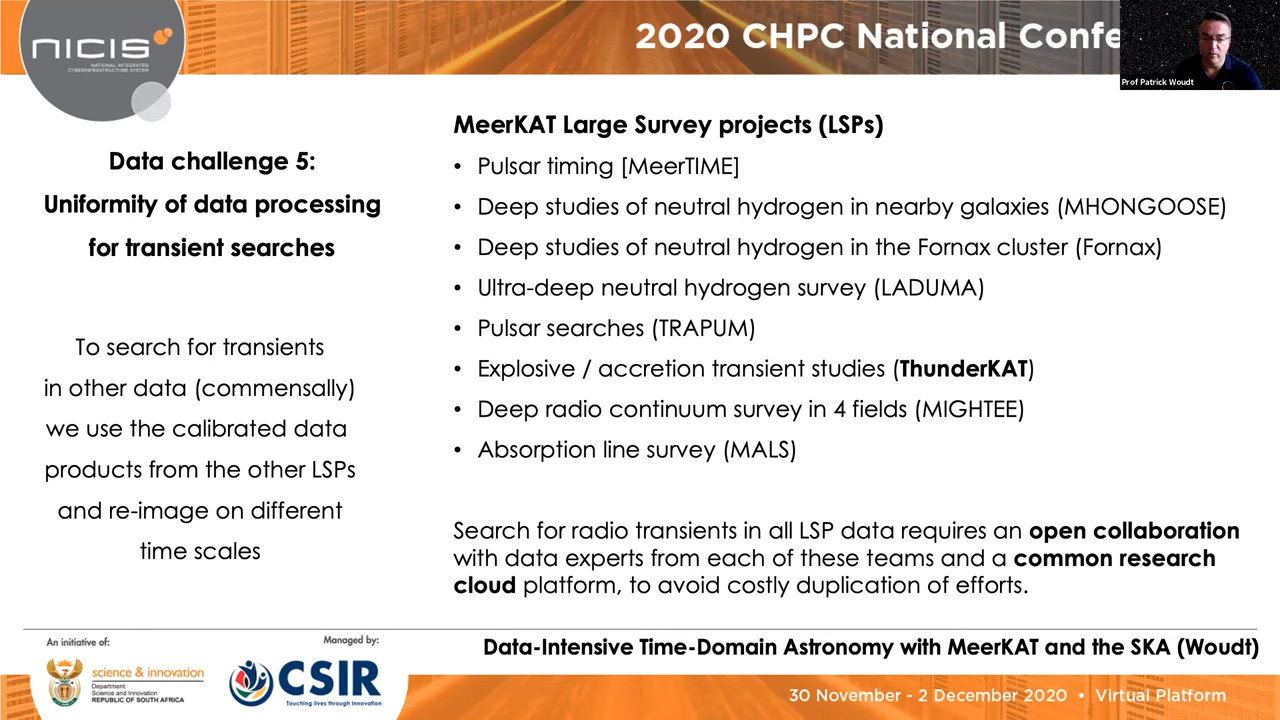 NICIS
NATIONAL INTEGRATED
CYBERINFRASTRUCTURE SYSTEM
2020 CHPC National Confe
Prof Patrick Woudt
Data challenge 5:
Uniformity of data processing
for transient searches
To search for transients
in other data (commensally)
we use the calibrated data
products from the other LSPs
and re-image on different
time scales
MeerKAT Large Survey projects (LSPs)
• Pulsar timing [MeerTIME]
• Deep studies of neutral hydrogen in nearby galaxies (MHONGOOSE)
• Deep studies of neutral hydrogen in the Fornax cluster (Fornax)
• Ultra-deep neutral hydrogen survey (LADUMA)
• Pulsar searches (TRAPUM)
• Explosive / accretion transient studies (ThunderKAT)
• Deep radio continuum survey in 4 fields (MIGHTEE)
• Absorption line survey (MALS)
Search for radio transients in all LSP data requires an open collaboration
with data experts from each of these teams and a common research
cloud platform, to avoid costly duplication of efforts.
An initiative of:
science & innovation
Department:
Science and Innovation
REPUBLIC OF SOUTH AFRICA
Managed by:
CSIR
Touching lives through innovation
Data-Intensive Time-Domain Astronomy with MeerKAT and the SKA (Woudt)
30 November - 2 December 2020 • Virtual Platform